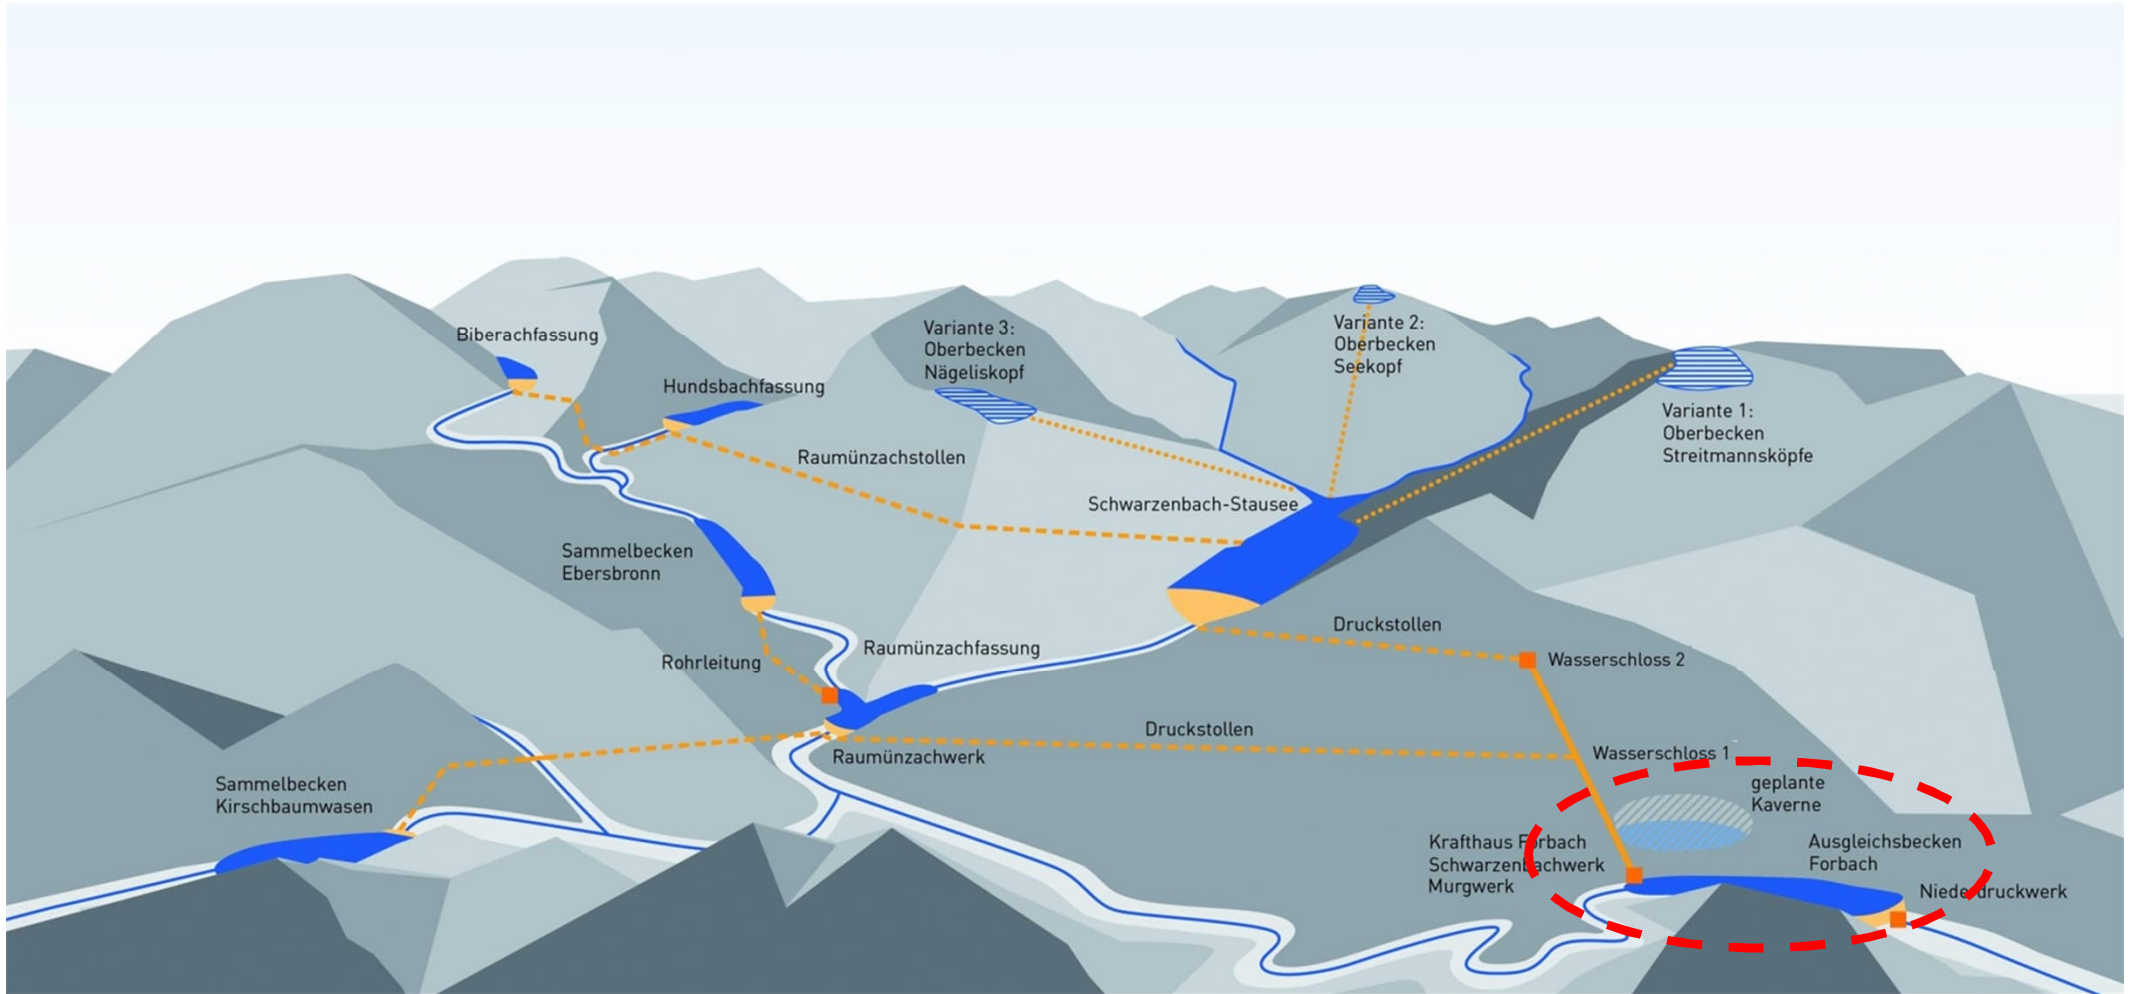 Biberachfassung
Hundsbachfassung
Variante 3:
Oberbecken
Nägeliskopf
Variante 2:
Oberbecken
Seekopf
Variante 1:
Oberbecken
Streitmannsköpfe
Raumünzachstollen
Schwarzenbach-Stausee
Sammelbecken
Ebersbronn
Rohrleitung
Raumünzachfassung
Druckstollen
Wasserschloss 2
Druckstollen
Wasserschloss 1
Raumünzachwerk
Sammelbecken
Kirschbaumwasen
geplante
Kaverne
Krafthaus Forbach
Schwarzenbachwerk
Murgwerk
Ausgleichsbecken
Forbach
Niederdruckwerk